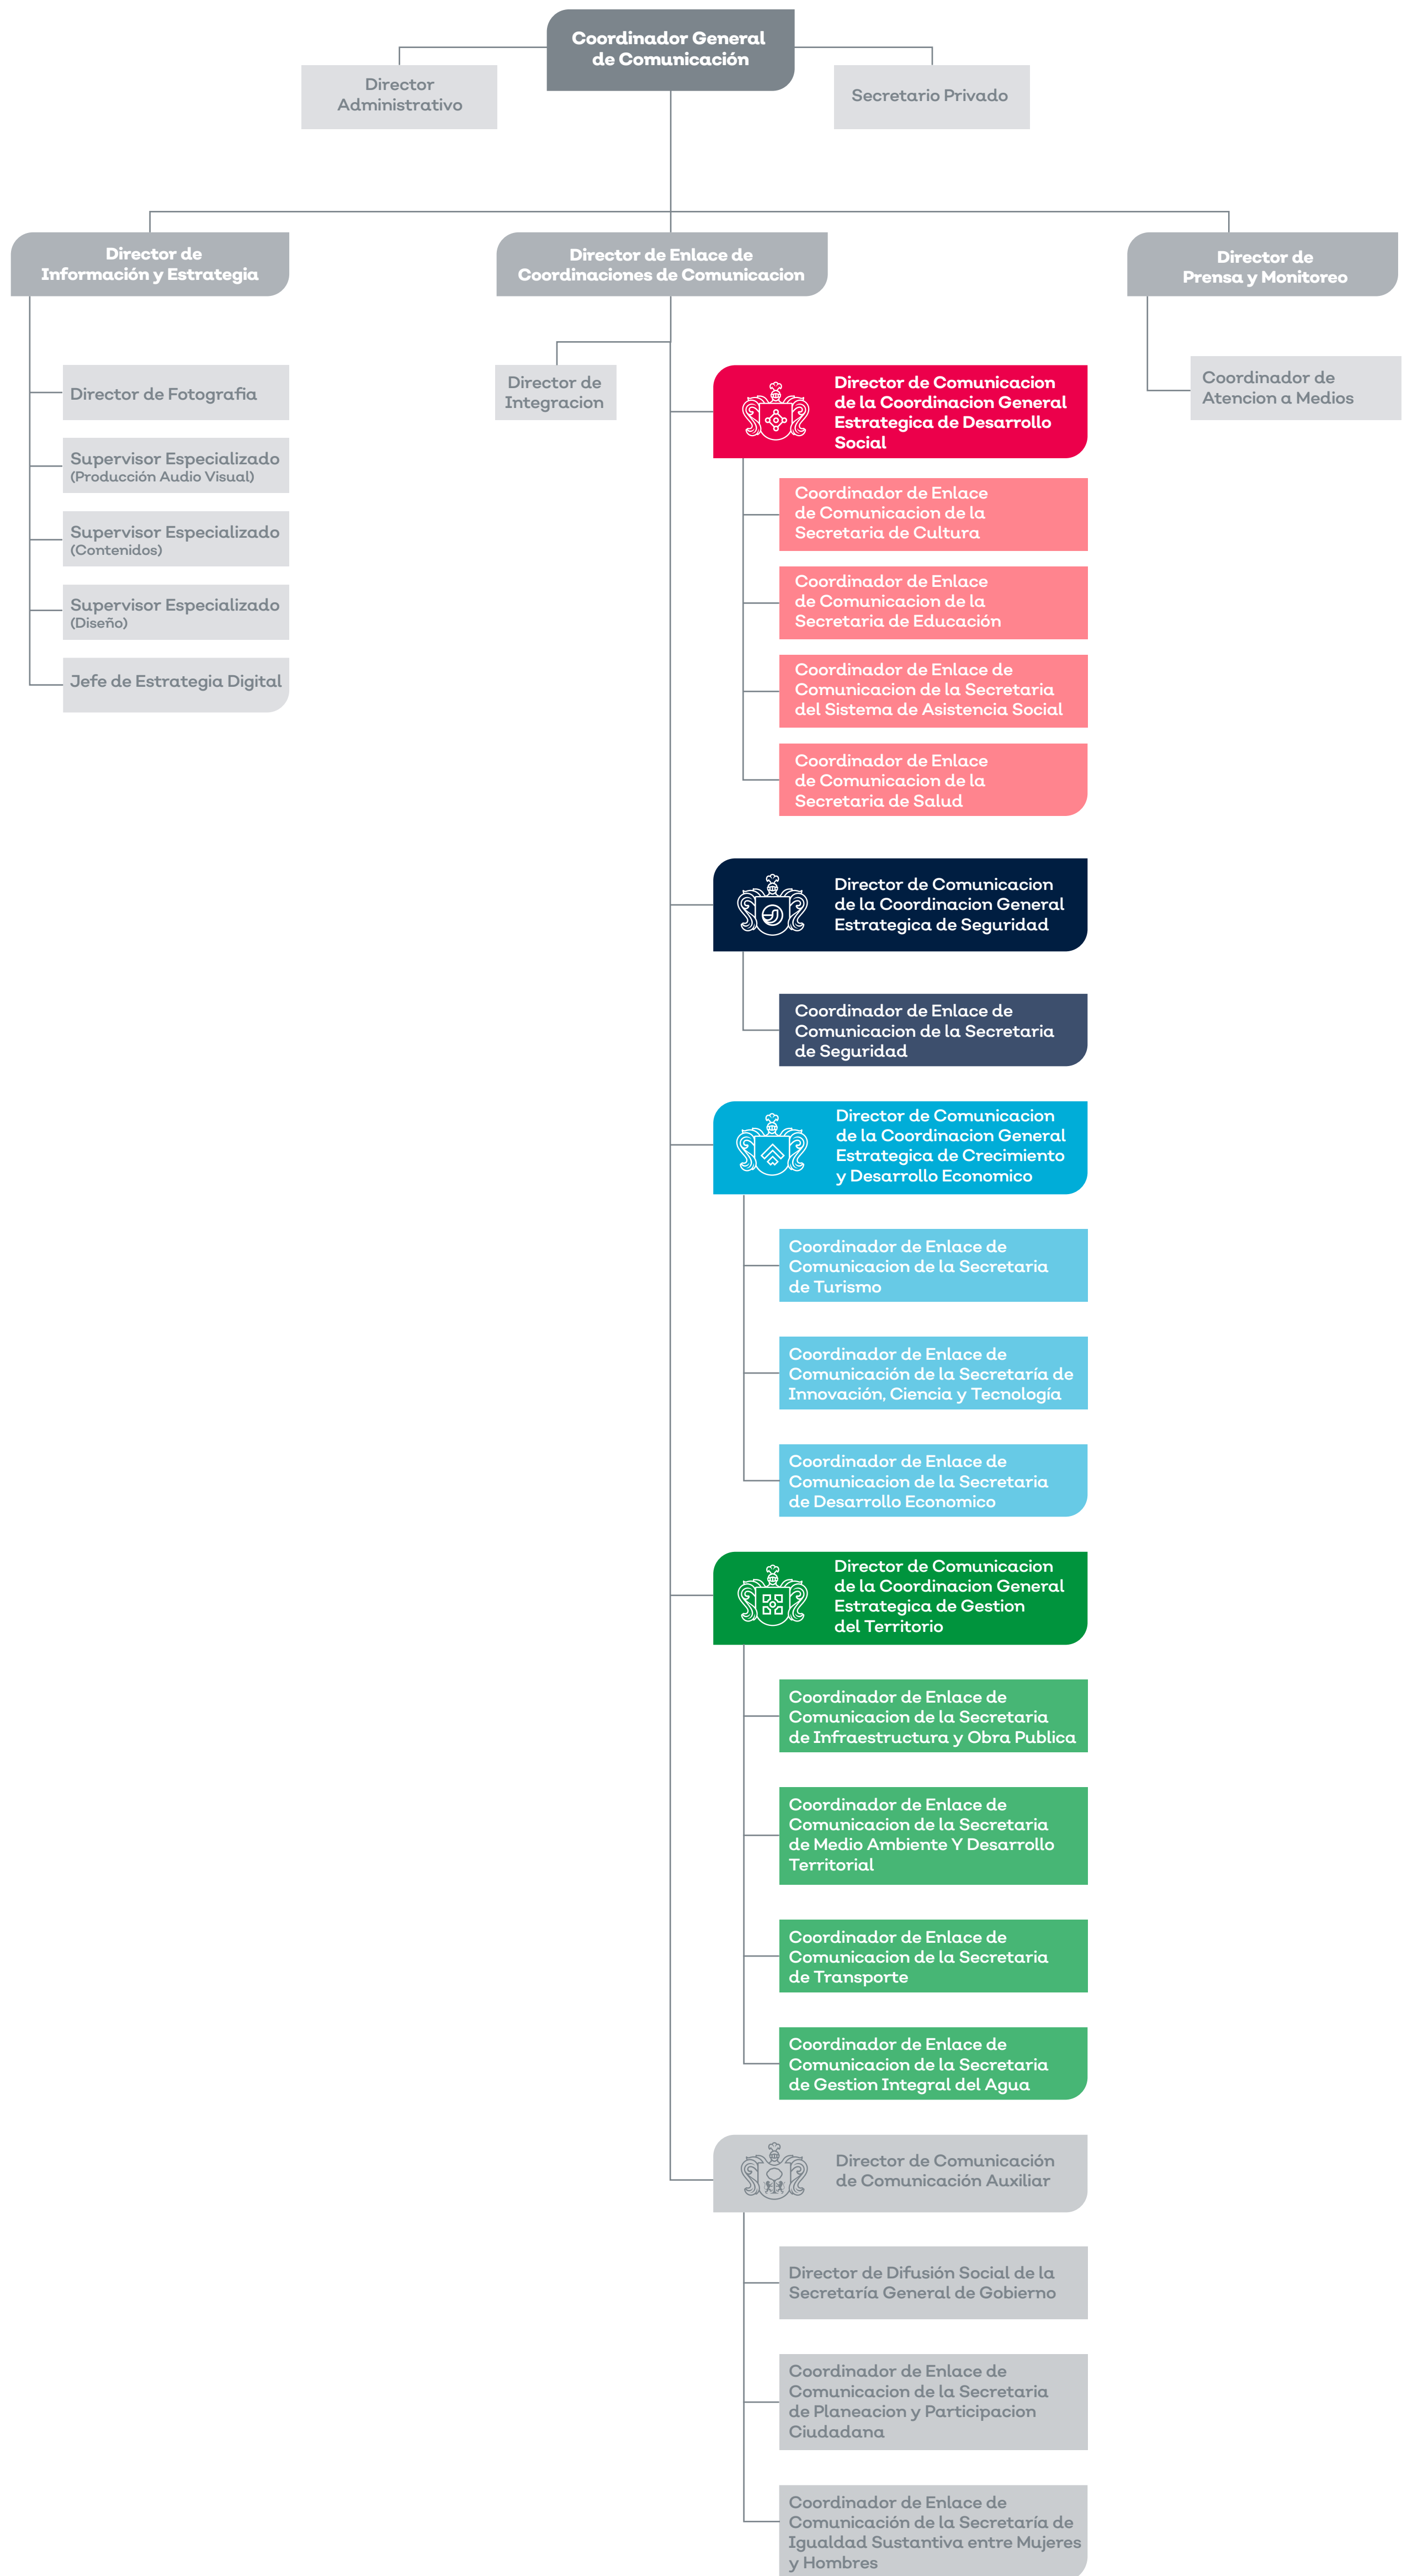 Coordinador General
de Comunicación
Director
Administrativo
Secretario Privado
Director de
Información y Estrategia
Director de Enlace de
Coordinaciones de Comunicacion
Director de
Prensa y Monitoreo
Director de Fotografia
Supervisor Especializado
(Producción Audio Visual)
Supervisor Especializado
(Contenidos)
Supervisor Especializado
(Diseño)
Jefe de Estrategia Digital
Director de
Integracion
Coordinador de
Atencion a Medios
Director de Comunicacion
de la Coordinacion General
Estrategica de Desarrollo
Social
Coordinador de Enlace
de Comunicacion de la
Secretaria de Cultura
Coordinador de Enlace
de Comunicacion de la
Secretaria de Educación
Coordinador de Enlace de
Comunicacion de la Secretaria
del Sistema de Asistencia Social
Coordinador de Enlace
de Comunicacion de la
Secretaria de Salud
Director de Comunicacion
de la Coordinacion General
Estrategica de Seguridad
Coordinador de Enlace de
Comunicacion de la Secretaria
de Seguridad
Director de Comunicacion
de la Coordinacion General
Estrategica de Crecimiento
y Desarrollo Economico
Coordinador de Enlace de
Comunicacion de la Secretaria
de Turismo
Coordinador de Enlace de
Comunicación de la Secretaría de
Innovación, Ciencia y Tecnología
Coordinador de Enlace de
Comunicacion de la Secretaria
de Desarrollo Economico
Director de Comunicacion
de la Coordinacion General
Estrategica de Gestion
del Territorio
Coordinador de Enlace de
Comunicacion de la Secretaria
de Infraestructura y Obra Publica
Coordinador de Enlace de
Comunicacion de la Secretaria
de Medio Ambiente Y Desarrollo
Territorial
Coordinador de Enlace de
Comunicacion de la Secretaria
de Transporte
Coordinador de Enlace de
Comunicacion de la Secretaria
de Gestion Integral del Agua
Director de Comunicación
de Comunicación Auxiliar
Director de Difusión Social de la
Secretaría General de Gobierno
Coordinador de Enlace de
Comunicacion de la Secretaria
de Planeacion y Participacion
Ciudadana
Coordinador de Enlace de
Comunicación de la Secretaría de
Igualdad Sustantiva entre Mujeres
y Hombres